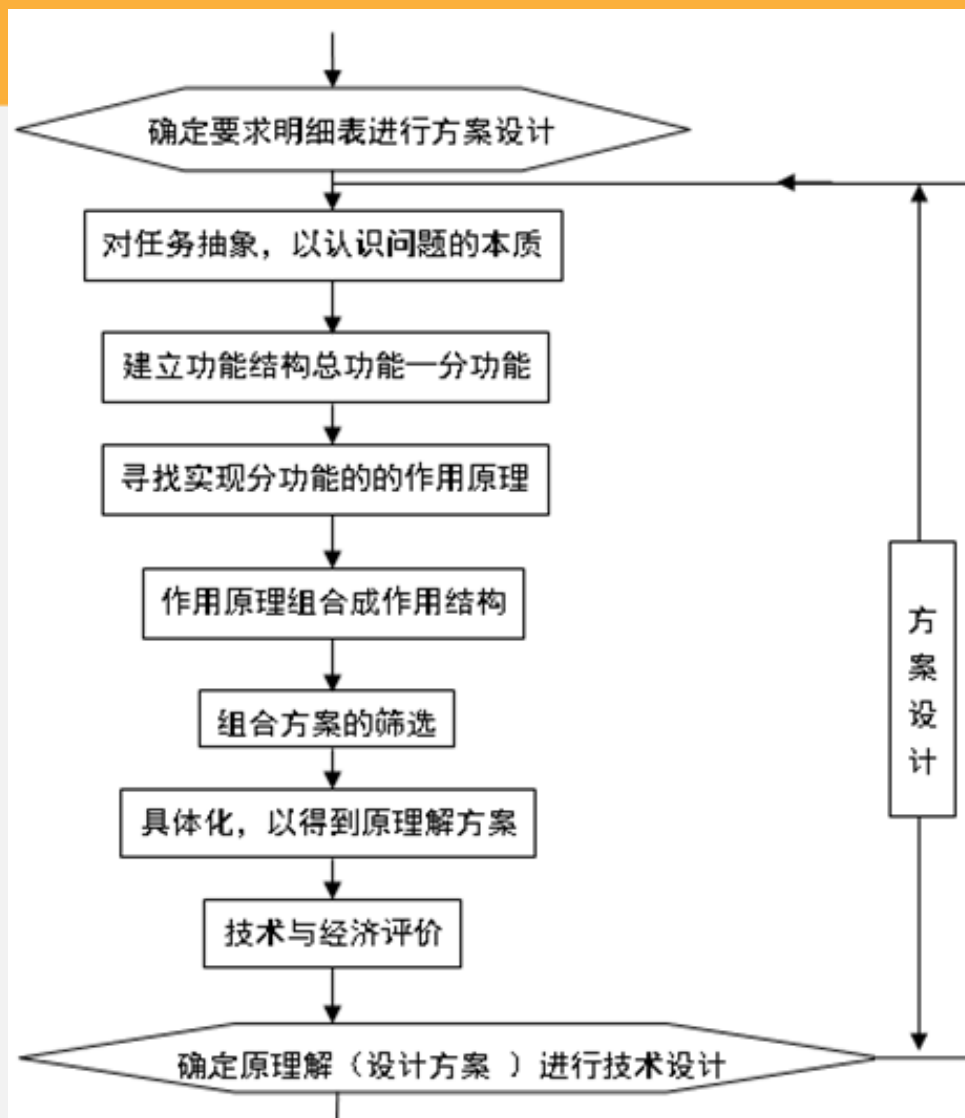 确定要求明细表进行方案设计
对任务抽象，以认识问题的本质
建立功能结构总功能—分功能
寻找实现分功能的的作用原理
作用原理组合成作用结构
组合方案的筛选
具体化，以得到原理解方案
技术与经济评价
确定原理解（设计方案 ）进行技术设计
方
案
设
计